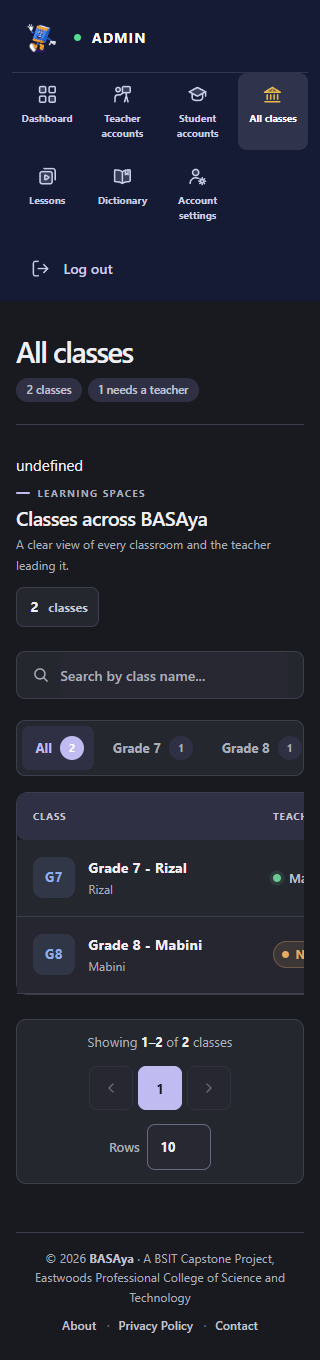 ADMIN
Dashboard
Teacher
accounts
Student
accounts
All classes
Lessons
Dictionary
Account
settings
Log out
All classes
2 classes
1 needs a teacher
undefined
LEARNING SPACES
Classes across BASAya
A clear view of every classroom and the teacher
leading it.
2 classes
Search by class name...
All 2
Grade 7 1
Grade 8 1
CLASS
G7
Grade 7 - Rizal
Rizal
G8
Grade 8 - Mabini
Mabini
Showing 1–2 of 2 classes
1
Rows 10
© 2026 BASAya · A BSIT Capstone Project,
Eastwoods Professional College of Science and
Technology
About · Privacy Policy · Contact